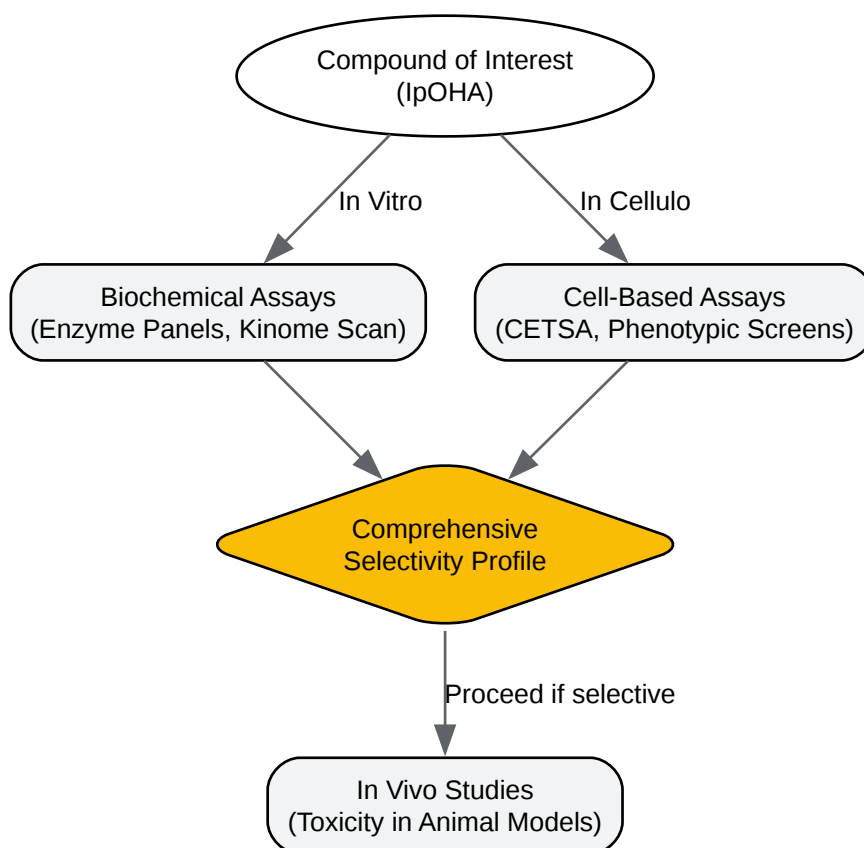 Compound of Interest
(IpOHA)
In Vitro
In Cellulo
Biochemical Assays
(Enzyme Panels, Kinome Scan)
Cell-Based Assays
(CETSA, Phenotypic Screens)
Comprehensive
Selectivity Profile
Proceed if selective
In Vivo Studies
(Toxicity in Animal Models)